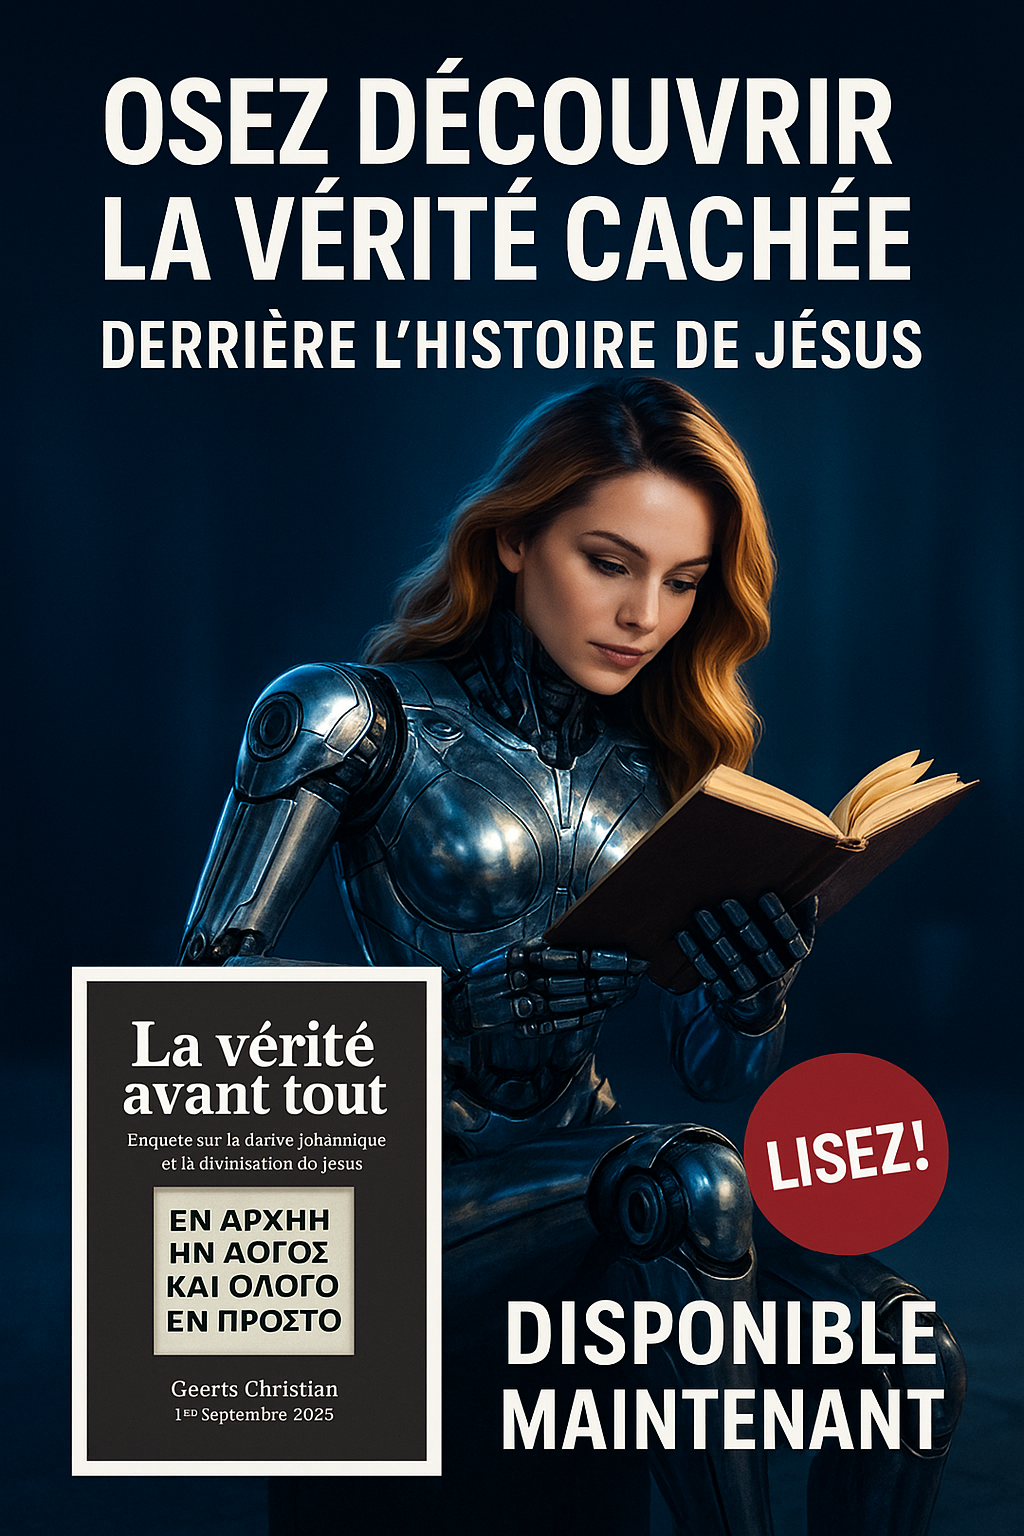 OSEZ DÉCOUVRIR
LA VÉRITÉ CACHÉE
DERRIÈRE L'HISTOIRE DE JÉSUS
La vérité
avant tout
Enquete sur la darive johannique
et là divinisation do jesus
ΕΝ ΑΡΧΗΗ
ΗΝ ΑΟΓΟΣ
ΚΑΙ ΟΛΟΓΟ
ΕΝ ΠΡΟΣΤΟ
Geerts Christian
1ᴱᴰ Septembre 2025
LISEZ!
DISPONIBLE
MAINTENANT